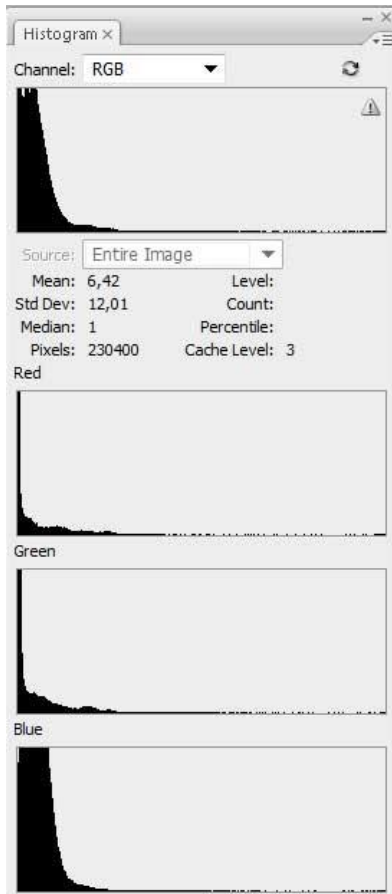 Histogram ×
Channel: RGB
Source: Entire Image
Mean: 6,42 Level:
Std Dev: 12,01 Count:
Median: 1 Percentile:
Pixels: 230400 Cache Level: 3
Red
Green
Blue